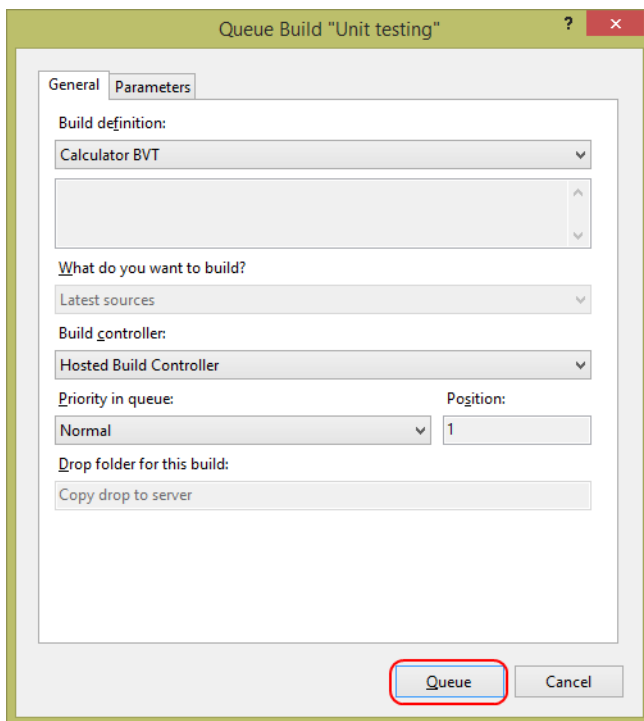 Queue Build "Unit testing"
?
General
Parameters
Build definition:
Calculator BVT
What do you want to build?
Latest sources
Build controller:
Hosted Build Controller
Priority in queue:
Position:
Normal
1
Drop folder for this build:
Copy drop to server
Queue
Cancel